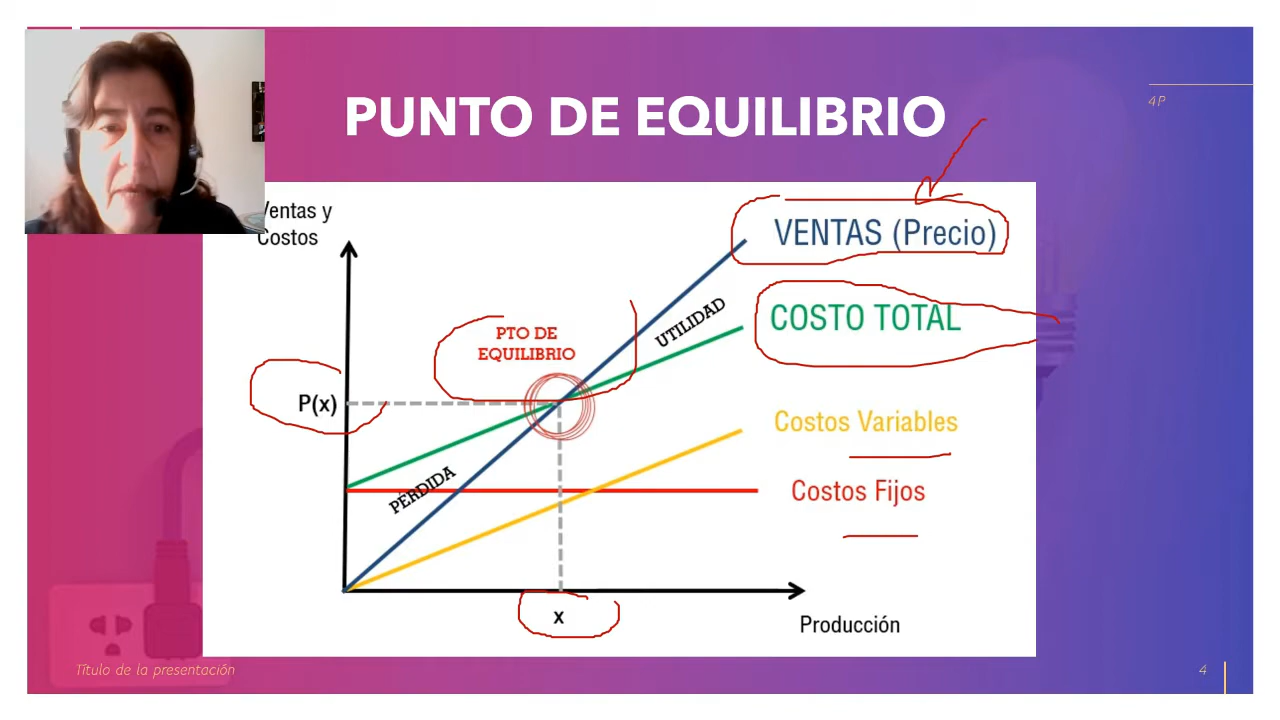 PUNTO DE EQUILIBRIO
4P
Ventas y
Costos
VENTAS (Precio)
UTILIDAD
COSTO TOTAL
PTO DE
EQUILIBRIO
P(x)
Costos Variables
PERDIDA
Costos Fijos
x
Producción
Título de la presentación
4